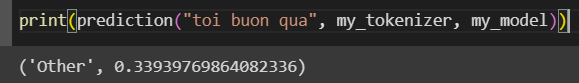 print(prediction("toi buon qua", my_tokenizer, my_model))
('Other', 0.33939769864082336)